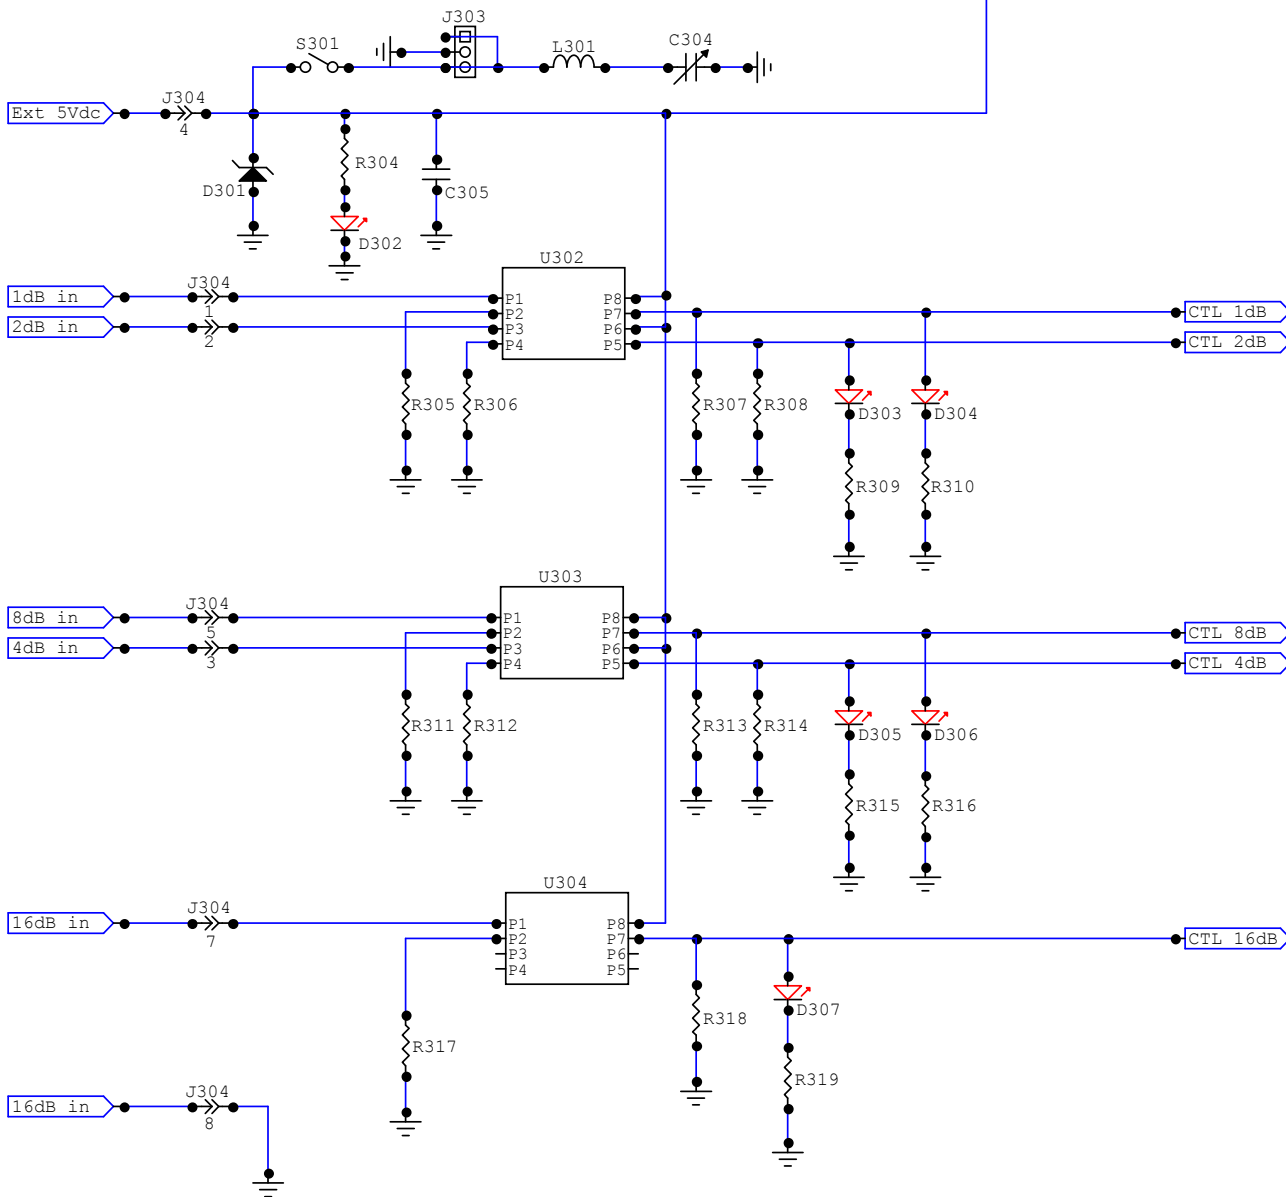 J303
S301
L301
C304
Ext 5Vdc
J304
4
R304
D301
C305
D302
U302
1dB in
J304
1
P1
P8
P2
P7
CTL 1dB
2dB in
2
P3
P6
P4
P5
CTL 2dB
R305
R306
R307
R308
D303
D304
R309
R310
U303
8dB in
J304
5
P1
P8
P2
P7
CTL 8dB
4dB in
3
P3
P6
P4
P5
CTL 4dB
R311
R312
R313
R314
D305
D306
R315
R316
U304
16dB in
J304
7
P1
P8
P2
P7
CTL 16dB
P3
P6
P4
P5
D307
R318
R317
R319
16dB in
J304
8